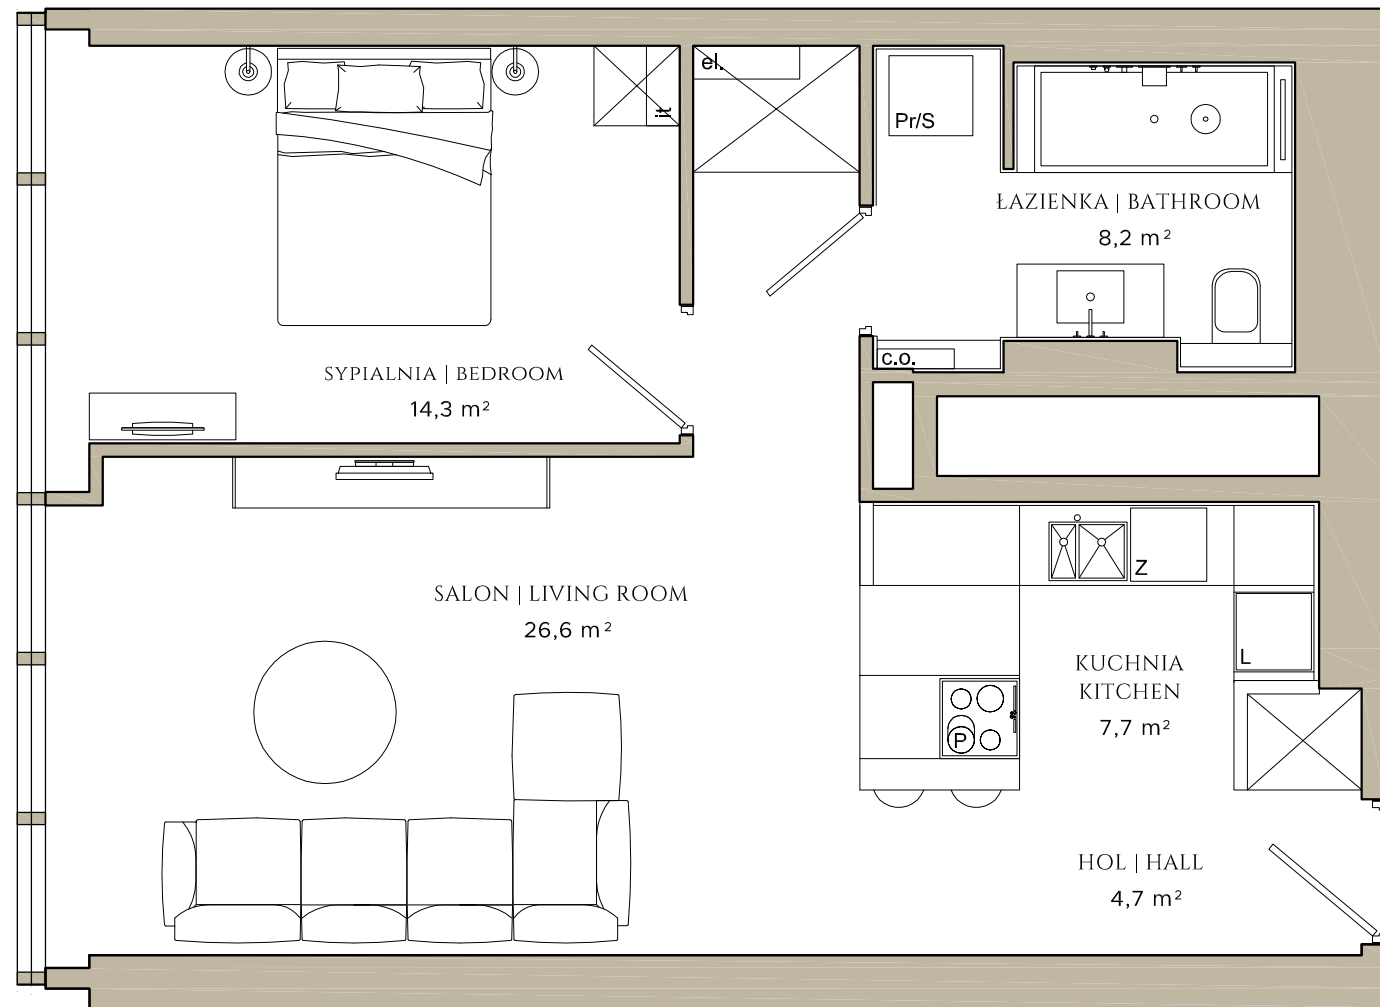 el.
it
Pr/S
ŁAZIENKA | BATHROOM
8,2 m²
c.o.
SYPIALNIA | BEDROOM
14,3 m²
SALON | LIVING ROOM
26,6 m²
Z
L
KUCHNIA
KITCHEN
7,7 m²
P
HOL | HALL
4,7 m²